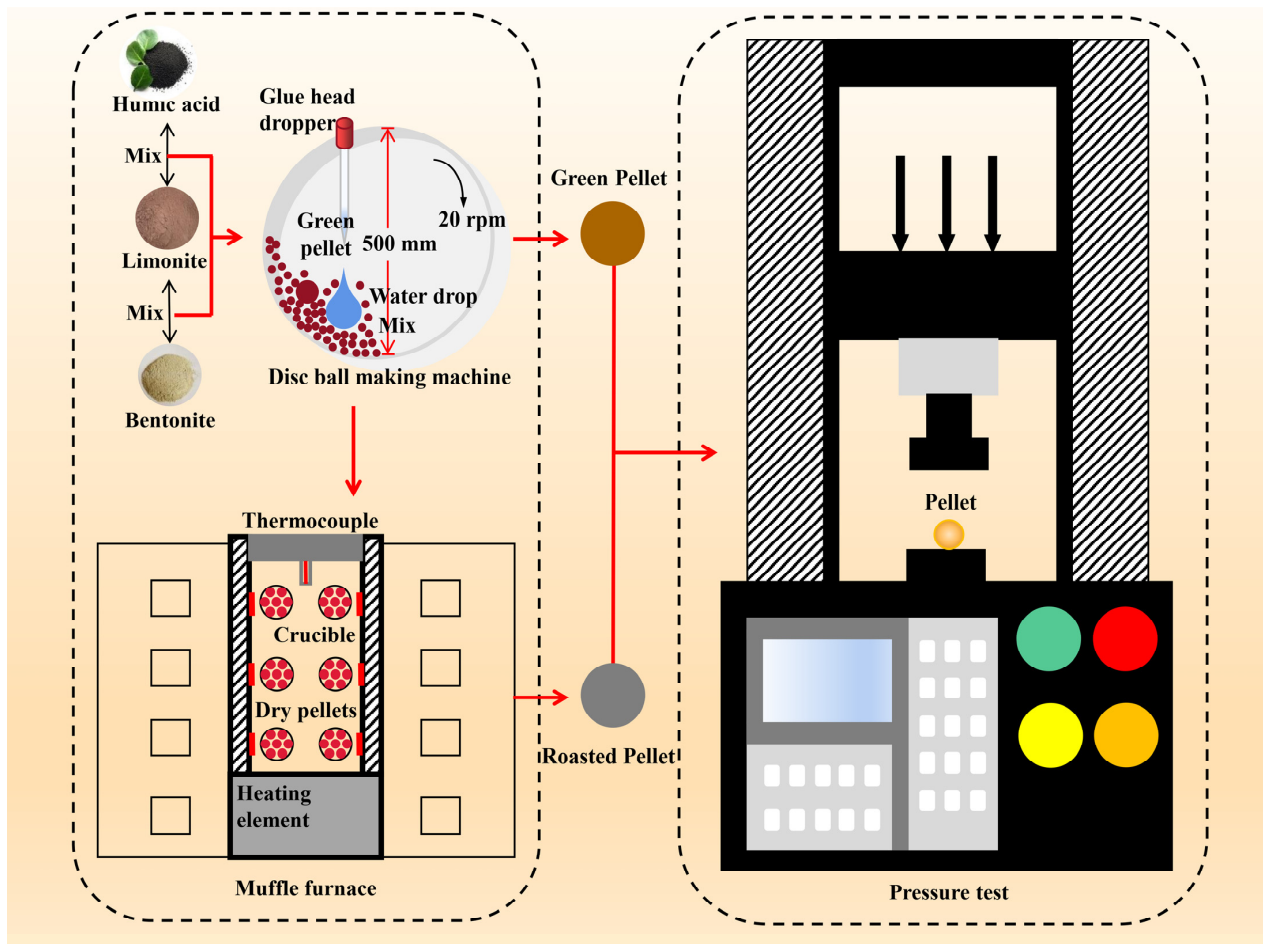 Humic acid
Mix
Limonite
Mix
Bentonite
Glue head
dropper
20 rpm
Green
pellet
500 mm
Water drop
Mix
Disc ball making machine
Green Pellet
Thermocouple
Crucible
Dry pellets
Heating
element
Muffle furnace
Roasted Pellet
Pellet
Pressure test